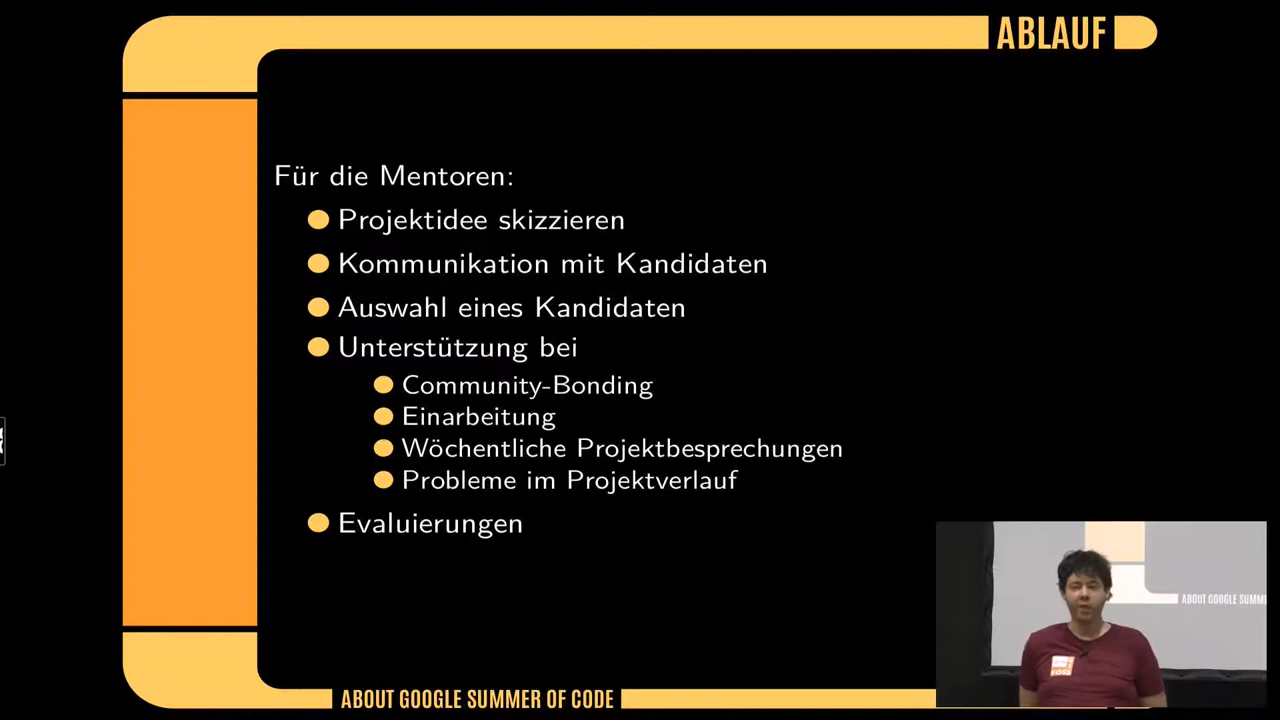 ABLAUF
Für die Mentoren:
Projektidee skizzieren
Kommunikation mit Kandidaten
Auswahl eines Kandidaten
Unterstützung bei
Community-Bonding
Einarbeitung
Wöchentliche Projektbesprechungen
Probleme im Projektverlauf
Evaluierungen
ABOUT GOOGLE SUMM
ABOUT GOOGLE SUMMER OF CODE